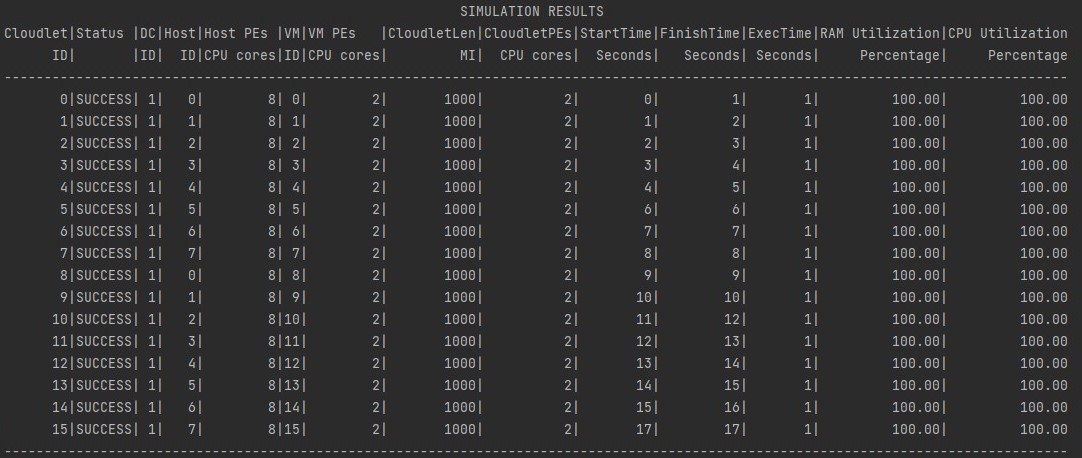 SIMULATION RESULTS
Cloudlet|Status |DC|Host|Host PEs |VM|VM PEs   |CloudletLen|CloudletPEs|StartTime|FinishTime|ExecTime|RAM Utilization|CPU Utilization
      ID|       |ID|  ID|CPU cores|ID|CPU cores|         MI|  CPU cores|  Seconds|   Seconds| Seconds|     Percentage|     Percentage
-------------------------------------------------------------------------------------------------------------------------------------
       0|SUCCESS| 1|   0|        8| 0|        2|       1000|          2|        0|         1|       1|         100.00|         100.00
       1|SUCCESS| 1|   1|        8| 1|        2|       1000|          2|        1|         2|       1|         100.00|         100.00
       2|SUCCESS| 1|   2|        8| 2|        2|       1000|          2|        2|         3|       1|         100.00|         100.00
       3|SUCCESS| 1|   3|        8| 3|        2|       1000|          2|        3|         4|       1|         100.00|         100.00
       4|SUCCESS| 1|   4|        8| 4|        2|       1000|          2|        4|         5|       1|         100.00|         100.00
       5|SUCCESS| 1|   5|        8| 5|        2|       1000|          2|        6|         6|       1|         100.00|         100.00
       6|SUCCESS| 1|   6|        8| 6|        2|       1000|          2|        7|         7|       1|         100.00|         100.00
       7|SUCCESS| 1|   7|        8| 7|        2|       1000|          2|        8|         8|       1|         100.00|         100.00
       8|SUCCESS| 1|   0|        8| 8|        2|       1000|          2|        9|         9|       1|         100.00|         100.00
       9|SUCCESS| 1|   1|        8| 9|        2|       1000|          2|       10|        10|       1|         100.00|         100.00
      10|SUCCESS| 1|   2|        8|10|        2|       1000|          2|       11|        12|       1|         100.00|         100.00
      11|SUCCESS| 1|   3|        8|11|        2|       1000|          2|       12|        13|       1|         100.00|         100.00
      12|SUCCESS| 1|   4|        8|12|        2|       1000|          2|       13|        14|       1|         100.00|         100.00
      13|SUCCESS| 1|   5|        8|13|        2|       1000|          2|       14|        15|       1|         100.00|         100.00
      14|SUCCESS| 1|   6|        8|14|        2|       1000|          2|       15|        16|       1|         100.00|         100.00
      15|SUCCESS| 1|   7|        8|15|        2|       1000|          2|       17|        17|       1|         100.00|         100.00
-------------------------------------------------------------------------------------------------------------------------------------